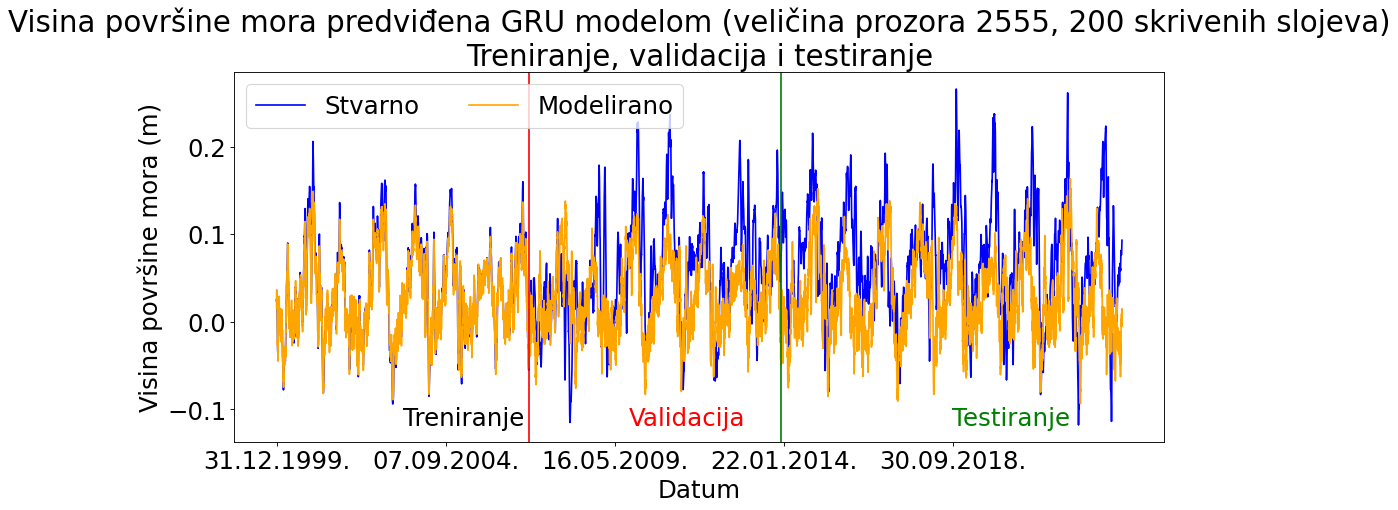 Visina površine mora predviđena GRU modelom (veličina prozora 2555, 200 skrivenih slojeva)
Treniranje, validacija i testiranje
Stvarno
Modelirano
Visina površine mora (m)
0.2
0.1
0.0
−0.1
Treniranje
Validacija
Testiranje
31.12.1999.
07.09.2004.
16.05.2009.
22.01.2014.
30.09.2018.
Datum